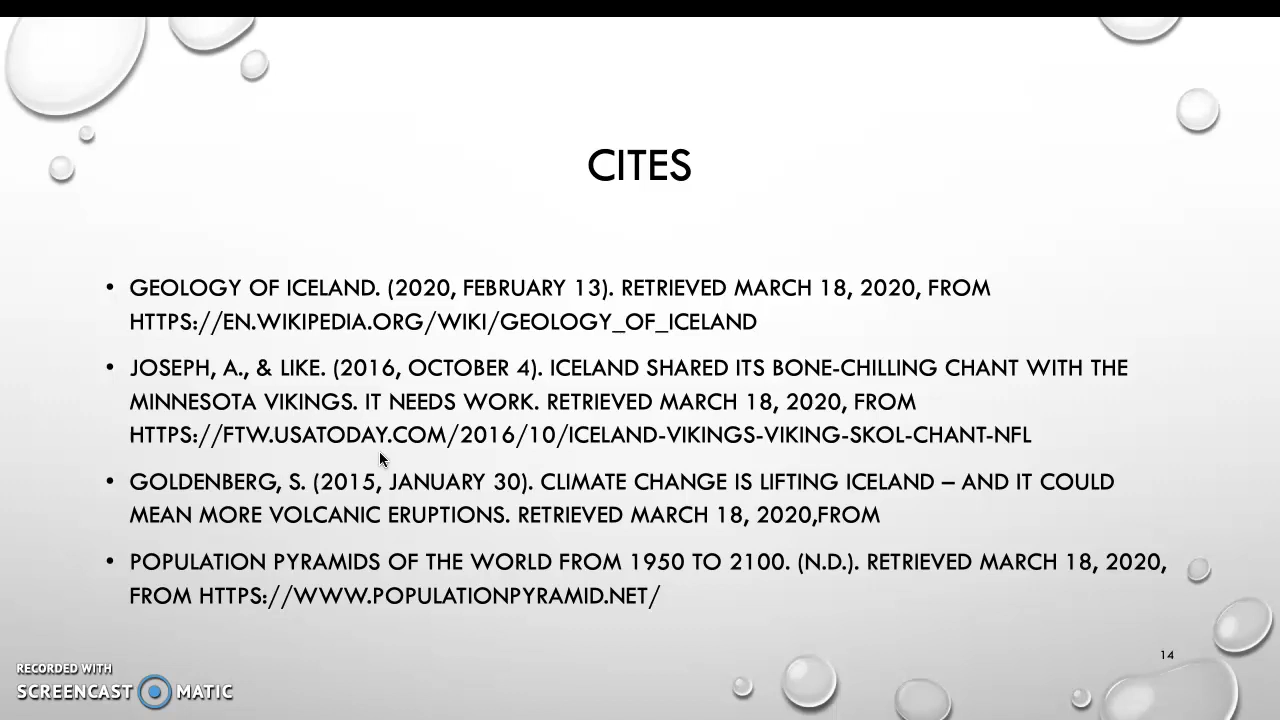 CITES
• GEOLOGY OF ICELAND. (2020, FEBRUARY 13). RETRIEVED MARCH 18, 2020, FROM
HTTPS://EN.WIKIPEDIA.ORG/WIKI/GEOLOGY_OF_ICELAND
• JOSEPH, A., & LIKE. (2016, OCTOBER 4). ICELAND SHARED ITS BONE-CHILLING CHANT WITH THE
MINNESOTA VIKINGS. IT NEEDS WORK. RETRIEVED MARCH 18, 2020, FROM
HTTPS://FTW.USATODAY.COM/2016/10/ICELAND-VIKINGS-VIKING-SKOL-CHANT-NFL
• GOLDENBERG, S. (2015, JANUARY 30). CLIMATE CHANGE IS LIFTING ICELAND – AND IT COULD
MEAN MORE VOLCANIC ERUPTIONS. RETRIEVED MARCH 18, 2020,FROM
• POPULATION PYRAMIDS OF THE WORLD FROM 1950 TO 2100. (N.D.). RETRIEVED MARCH 18, 2020,
FROM HTTPS://WWW.POPULATIONPYRAMID.NET/
14
RECORDED WITH
SCREENCAST MATIC